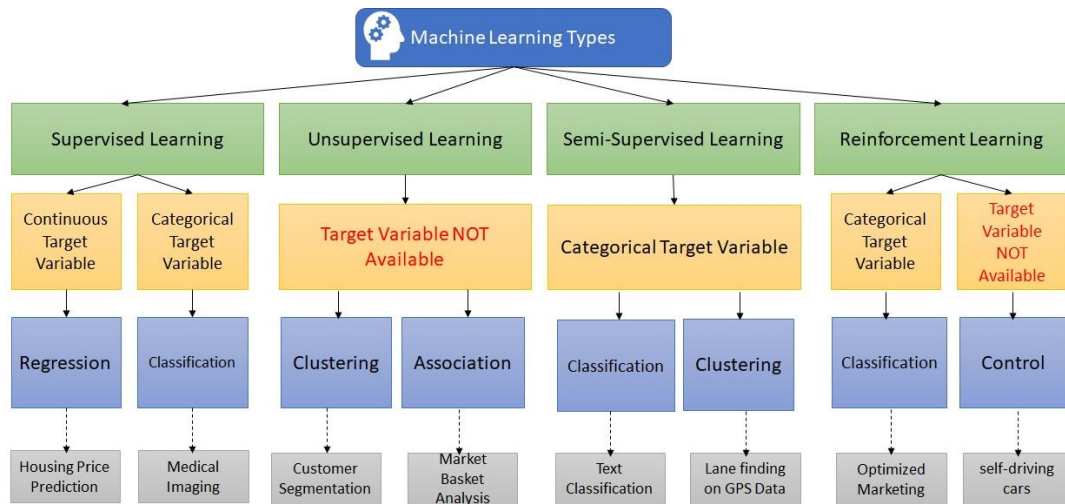 Machine Learning Types
Supervised Learning
Unsupervised Learning
Semi-Supervised Learning
Reinforcement Learning
Continuous
Target
Variable
Categorical
Target
Variable
Target Variable NOT
Available
Categorical Target Variable
Categorical
Target
Variable
Target
Variable
NOT
Available
Regression
Classification
Clustering
Association
Classification
Clustering
Classification
Control
Housing Price
Prediction
Medical
Imaging
Customer
Segmentation
Market
Basket
Analysis
Text
Classification
Lane finding
on GPS Data
Optimized
Marketing
self-driving
cars